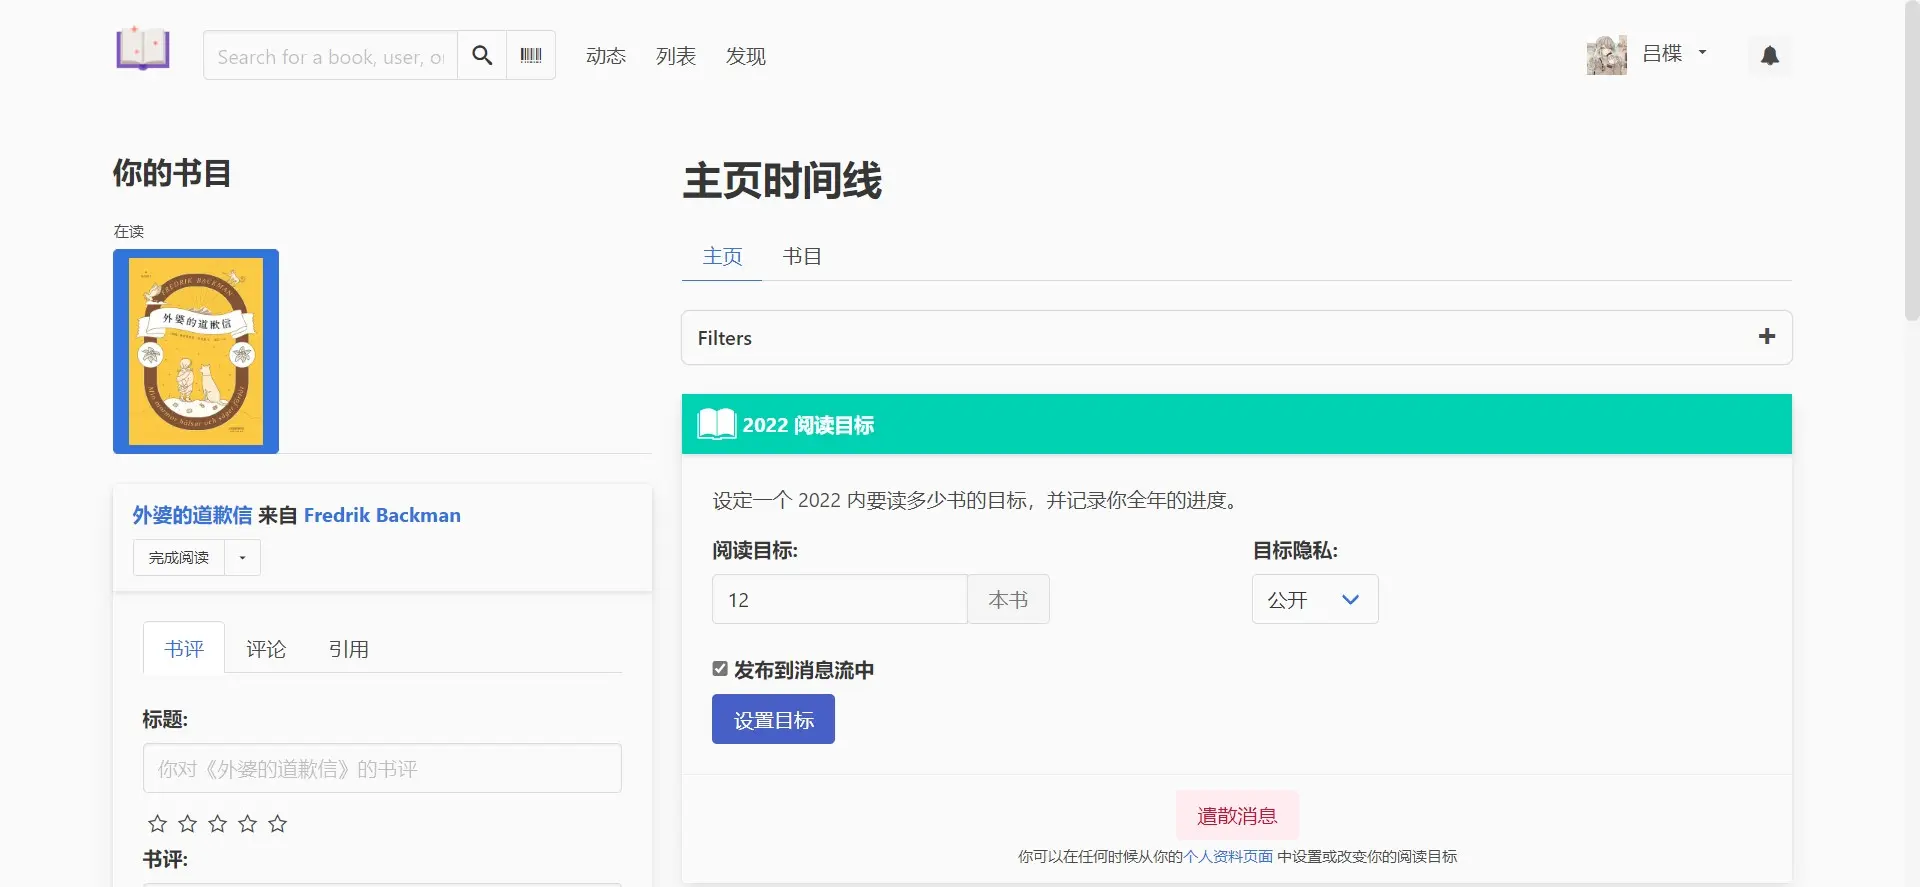 Search for a book, user, or
动态
列表
发现
吕楪
你的书目
在读
FREDRIK BACKMAN
外婆的道歉信
外婆的道歉信 来自 Fredrik Backman
完成阅读
书评
评论
引用
标题:
你对《外婆的道歉信》的书评
书评:
主页时间线
主页
书目
Filters
2022 阅读目标
设定一个 2022 内要读多少书的目标，并记录你全年的进度。
阅读目标:
12
本书
目标隐私:
公开
发布到消息流中
设置目标
遣散消息
你可以在任何时候从你的个人资料页面 中设置或改变你的阅读目标